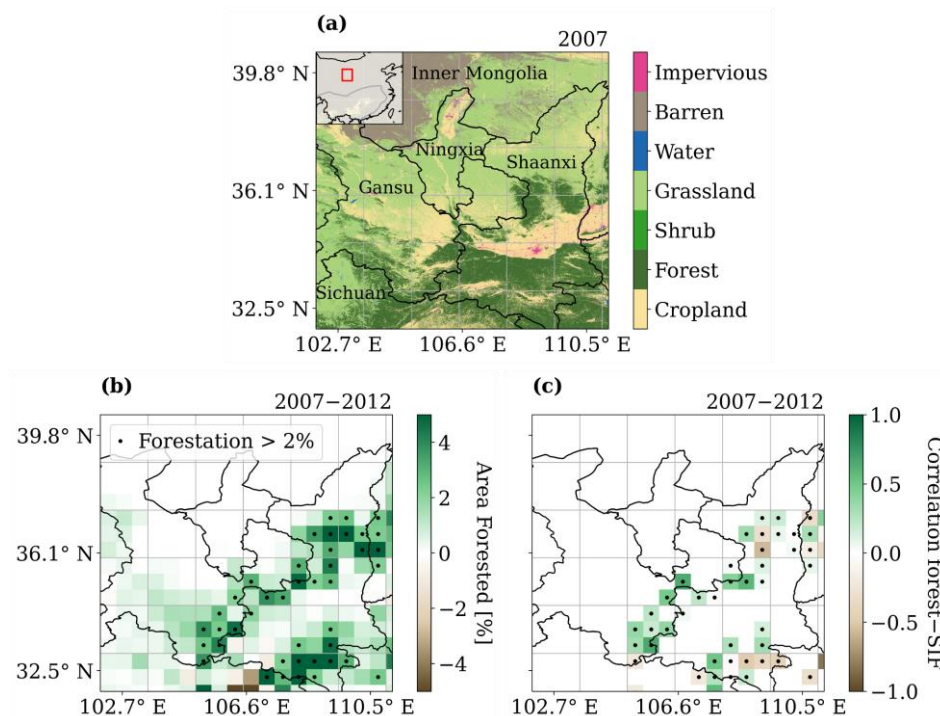 (a)
2007
39.8° N
36.1° N
32.5° N
Inner Mongolia
Ningxia
Shaanxi
Gansu
Sichuan
102.7° E
106.6° E
110.5° E
Impervious
Barren
Water
Grassland
Shrub
Forest
Cropland
(b)
2007−2012
39.8° N
36.1° N
32.5° N
Forestation > 2%
102.7° E
106.6° E
110.5° E
4
2
0
−2
−4
Area Forested [%]
(c)
2007−2012
102.7° E
106.6° E
110.5° E
1.0
0.5
0.0
−0.5
−1.0
Correlation forest−SIF